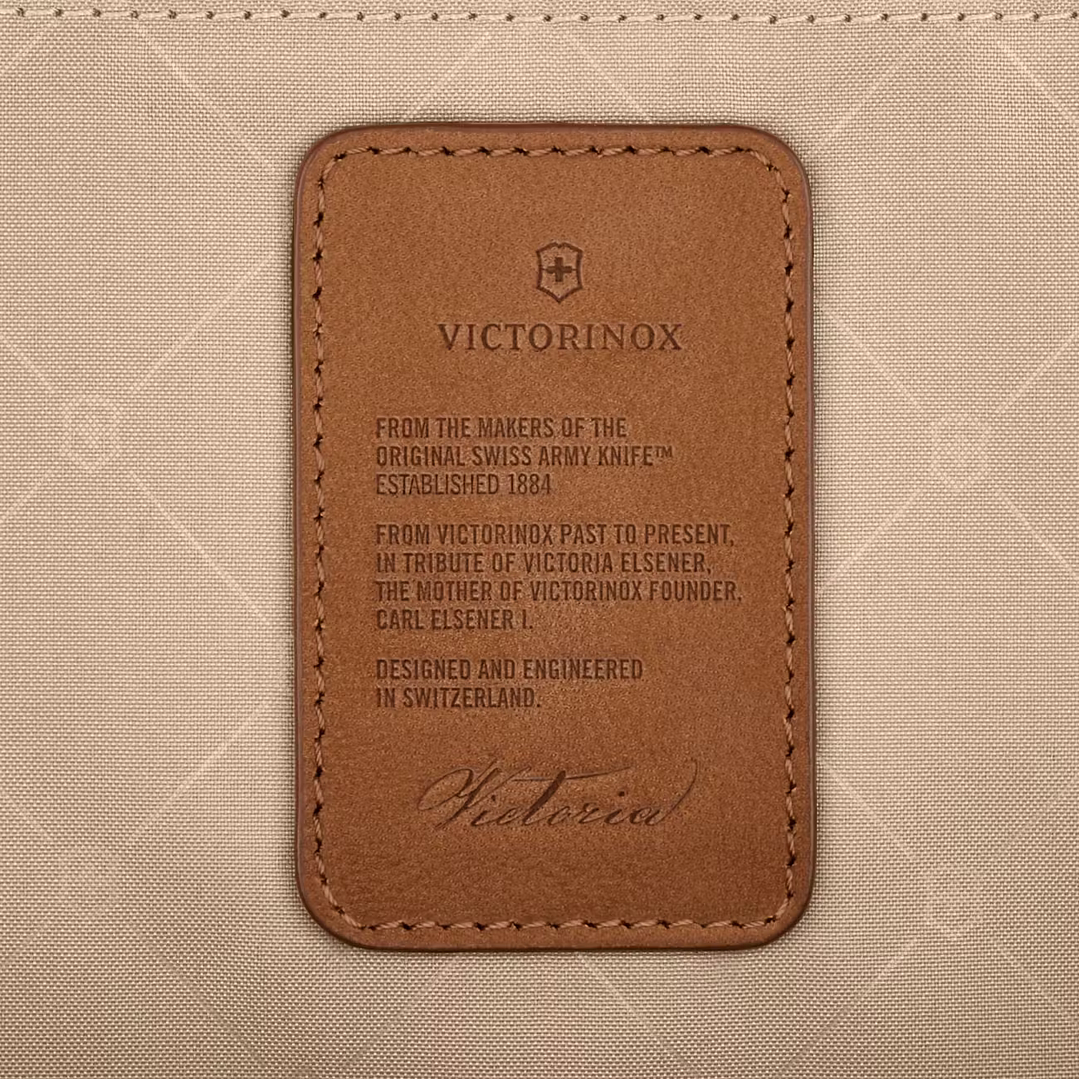 VICTORINOX
FROM THE MAKERS OF THE
ORIGINAL SWISS ARMY KNIFE™
ESTABLISHED 1884
FROM VICTORINOX PAST TO PRESENT,
IN TRIBUTE OF VICTORIA ELSENER,
THE MOTHER OF VICTORINOX FOUNDER,
CARL ELSENER I.
DESIGNED AND ENGINEERED
IN SWITZERLAND.
Victoria